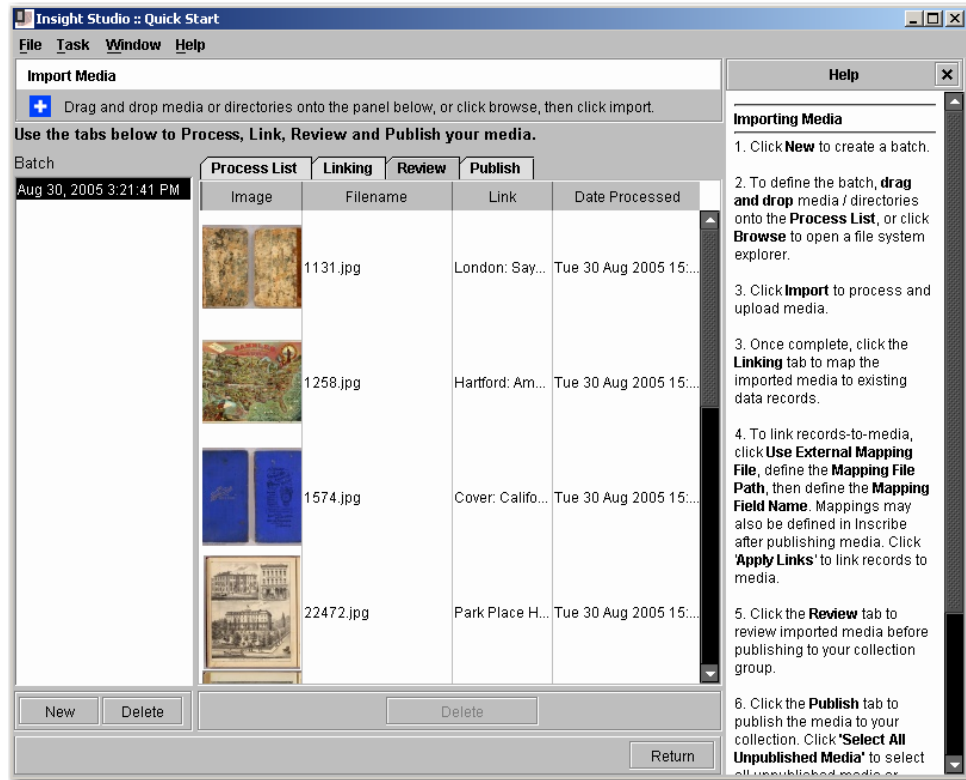 Insight Studio :: Quick Start
File Task Window Help
Import Media
Drag and drop media or directories onto the panel below, or click browse, then click import.
Use the tabs below to Process, Link, Review and Publish your media.
Batch
Aug 30, 2005 3:21:41 PM
Process List Linking Review Publish
Image Filename Link Date Processed
1131.jpg London: Say... Tue 30 Aug 2005 15:...
1258.jpg Hartford: Am... Tue 30 Aug 2005 15:...
1574.jpg Cover: Califo... Tue 30 Aug 2005 15:...
22472.jpg Park Place H... Tue 30 Aug 2005 15:...
New Delete
Delete
Return
Help
Importing Media
1. Click New to create a batch.
2. To define the batch, drag
and drop media / directories
onto the Process List, or click
Browse to open a file system
explorer.
3. Click Import to process and
upload media.
3. Once complete, click the
Linking tab to map the
imported media to existing
data records.
4. To link records-to-media,
click Use External Mapping
File, define the Mapping File
Path, then define the Mapping
Field Name. Mappings may
also be defined in Inscribe
after publishing media. Click
'Apply Links' to link records to
media.
5. Click the Review tab to
review imported media before
publishing to your collection
group.
6. Click the Publish tab to
publish the media to your
collection. Click 'Select All
Unpublished Media' to select
all unpublished media or